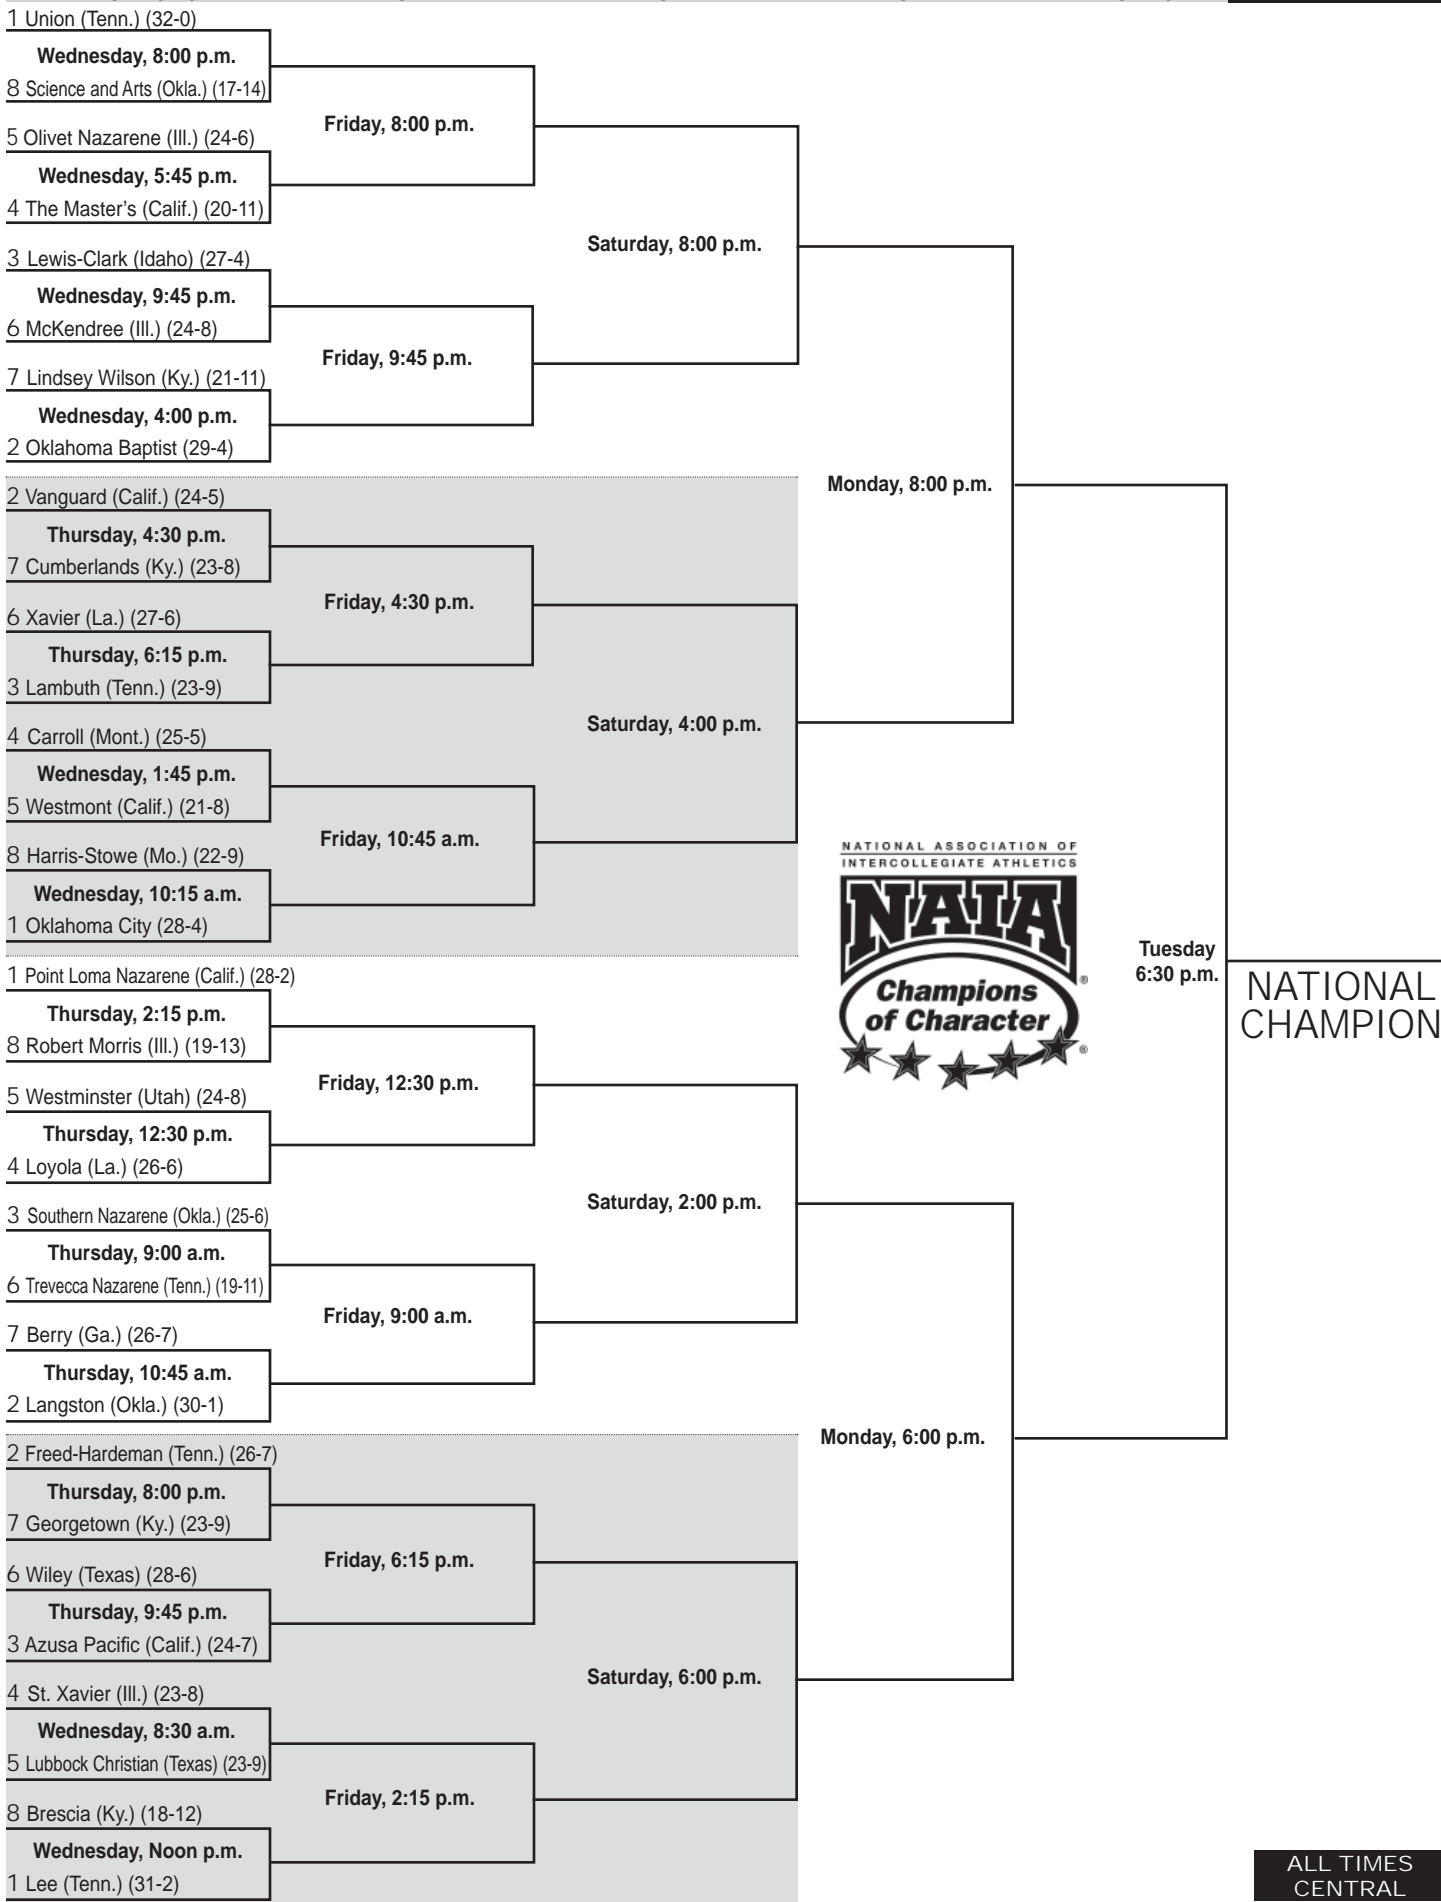 1 Union (Tenn.) (32-0)
Wednesday, 8:00 p.m.
8 Science and Arts (Okla.) (17-14)
Friday, 8:00 p.m.
5 Olivet Nazarene (Ill.) (24-6)
Wednesday, 5:45 p.m.
4 The Master's (Calif.) (20-11)
Saturday, 8:00 p.m.
3 Lewis-Clark (Idaho) (27-4)
Wednesday, 9:45 p.m.
6 McKendree (Ill.) (24-8)
Friday, 9:45 p.m.
7 Lindsey Wilson (Ky.) (21-11)
Wednesday, 4:00 p.m.
2 Oklahoma Baptist (29-4)
Monday, 8:00 p.m.
2 Vanguard (Calif.) (24-5)
Thursday, 4:30 p.m.
7 Cumberlands (Ky.) (23-8)
Friday, 4:30 p.m.
6 Xavier (La.) (27-6)
Thursday, 6:15 p.m.
3 Lambuth (Tenn.) (23-9)
Saturday, 4:00 p.m.
4 Carroll (Mont.) (25-5)
Wednesday, 1:45 p.m.
5 Westmont (Calif.) (21-8)
Friday, 10:45 a.m.
8 Harris-Stowe (Mo.) (22-9)
Wednesday, 10:15 a.m.
1 Oklahoma City (28-4)
NATIONAL ASSOCIATION OF
INTERCOLLEGIATE ATHLETICS
NAIA
®
Champions
of Character
®
Tuesday
6:30 p.m.
NATIONAL
CHAMPION
1 Point Loma Nazarene (Calif.) (28-2)
Thursday, 2:15 p.m.
8 Robert Morris (Ill.) (19-13)
Friday, 12:30 p.m.
5 Westminster (Utah) (24-8)
Thursday, 12:30 p.m.
4 Loyola (La.) (26-6)
Saturday, 2:00 p.m.
3 Southern Nazarene (Okla.) (25-6)
Thursday, 9:00 a.m.
6 Trevecca Nazarene (Tenn.) (19-11)
Friday, 9:00 a.m.
7 Berry (Ga.) (26-7)
Thursday, 10:45 a.m.
2 Langston (Okla.) (30-1)
Monday, 6:00 p.m.
2 Freed-Hardeman (Tenn.) (26-7)
Thursday, 8:00 p.m.
7 Georgetown (Ky.) (23-9)
Friday, 6:15 p.m.
6 Wiley (Texas) (28-6)
Thursday, 9:45 p.m.
3 Azusa Pacific (Calif.) (24-7)
Saturday, 6:00 p.m.
4 St. Xavier (Ill.) (23-8)
Wednesday, 8:30 a.m.
5 Lubbock Christian (Texas) (23-9)
Friday, 2:15 p.m.
8 Brescia (Ky.) (18-12)
Wednesday, Noon p.m.
1 Lee (Tenn.) (31-2)
ALL TIMES
CENTRAL